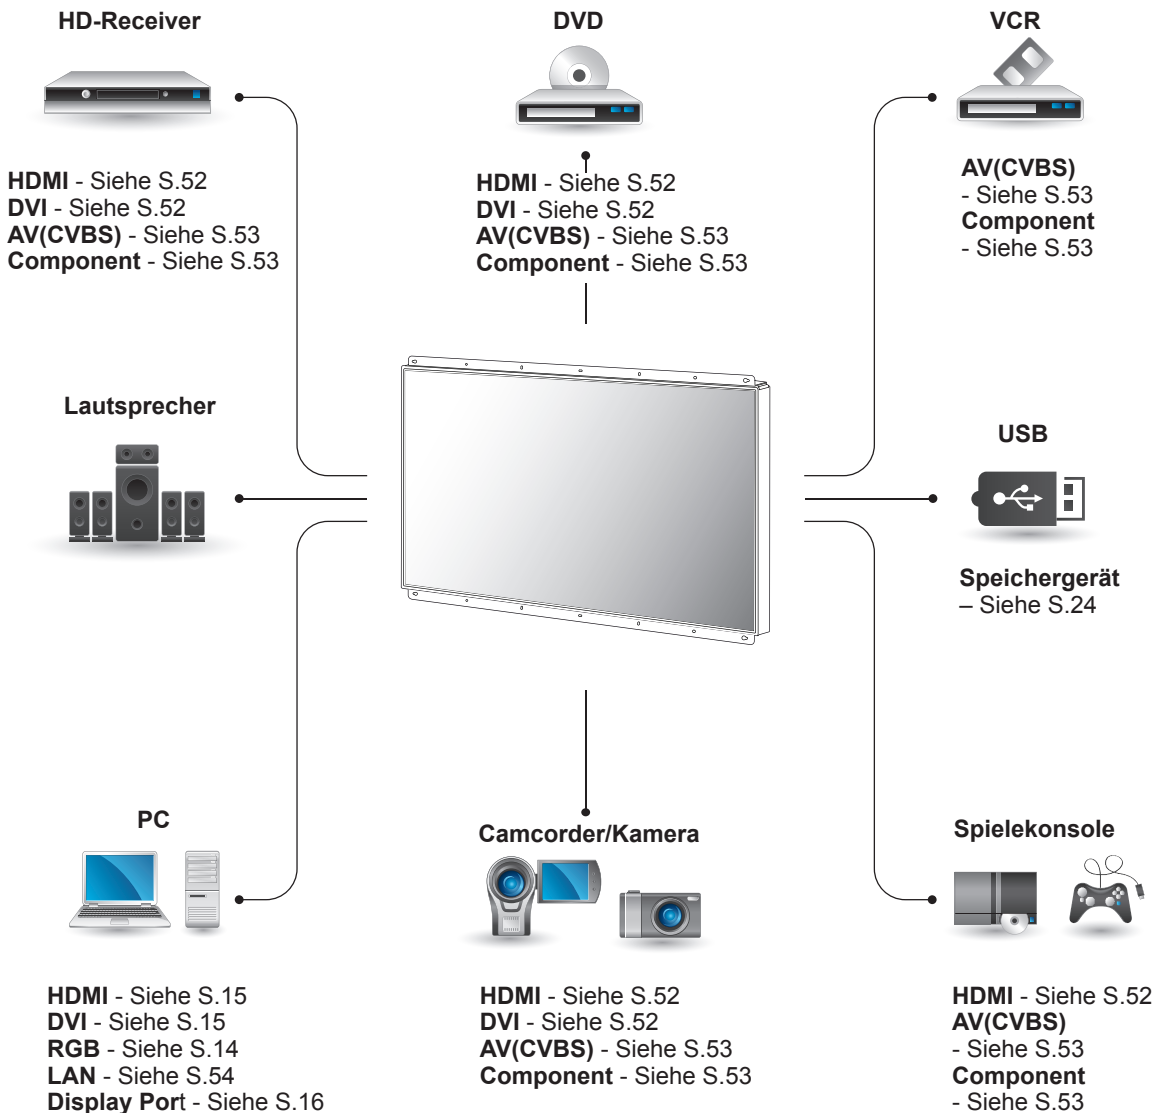 HD-Receiver
HDMI - Siehe S.52
DVI - Siehe S.52
AV(CVBS) - Siehe S.53
Component - Siehe S.53
DVD
HDMI - Siehe S.52
DVI - Siehe S.52
AV(CVBS) - Siehe S.53
Component - Siehe S.53
VCR
AV(CVBS)
- Siehe S.53
Component
- Siehe S.53
Lautsprecher
USB
Speichergerät
– Siehe S.24
PC
HDMI - Siehe S.15
DVI - Siehe S.15
RGB - Siehe S.14
LAN - Siehe S.54
Display Port - Siehe S.16
Camcorder/Kamera
HDMI - Siehe S.52
DVI - Siehe S.52
AV(CVBS) - Siehe S.53
Component - Siehe S.53
Spielekonsole
HDMI - Siehe S.52
AV(CVBS)
- Siehe S.53
Component
- Siehe S.53